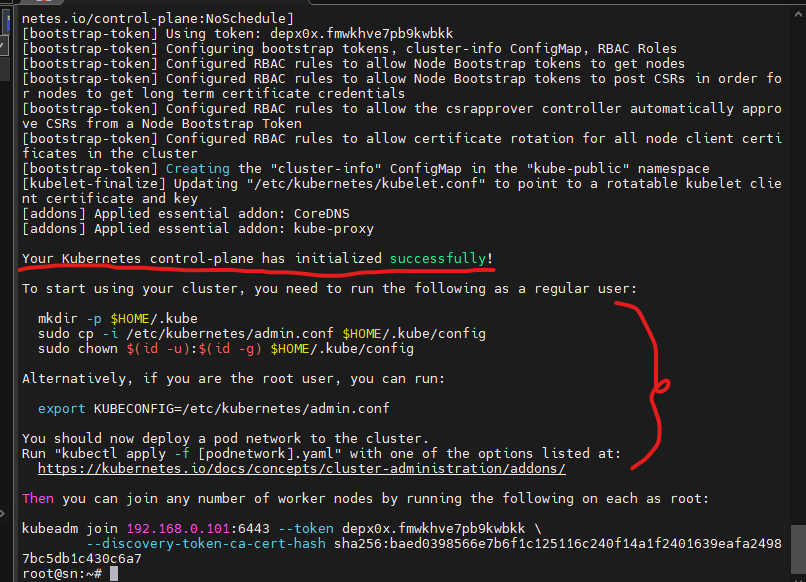 netes.io/control-plane:NoSchedule]
[bootstrap-token] Using token: depx0x.fmwkhve7pb9kwbkk
[bootstrap-token] Configuring bootstrap tokens, cluster-info ConfigMap, RBAC Roles
[bootstrap-token] Configured RBAC rules to allow Node Bootstrap tokens to get nodes
[bootstrap-token] Configured RBAC rules to allow Node Bootstrap tokens to post CSRs in order fo
r nodes to get long term certificate credentials
[bootstrap-token] Configured RBAC rules to allow the csrapprover controller automatically appro
ve CSRs from a Node Bootstrap Token
[bootstrap-token] Configured RBAC rules to allow certificate rotation for all node client certi
ficates in the cluster
[bootstrap-token] Creating the "cluster-info" ConfigMap in the "kube-public" namespace
[kubelet-finalize] Updating "/etc/kubernetes/kubelet.conf" to point to a rotatable kubelet clie
nt certificate and key
[addons] Applied essential addon: CoreDNS
[addons] Applied essential addon: kube-proxy
Your Kubernetes control-plane has initialized successfully!
To start using your cluster, you need to run the following as a regular user:
mkdir -p $HOME/.kube
sudo cp -i /etc/kubernetes/admin.conf $HOME/.kube/config
sudo chown $(id -u):$(id -g) $HOME/.kube/config
Alternatively, if you are the root user, you can run:
export KUBECONFIG=/etc/kubernetes/admin.conf
You should now deploy a pod network to the cluster.
Run "kubectl apply -f [podnetwork].yaml" with one of the options listed at:
https://kubernetes.io/docs/concepts/cluster-administration/addons/
Then you can join any number of worker nodes by running the following on each as root:
kubeadm join 192.168.0.101:6443 --token depx0x.fmwkhve7pb9kwbkk \
--discovery-token-ca-cert-hash sha256:baed0398566e7b6f1c125116c240f14a1f2401639eafa2498
7bc5db1c430c6a7
root@sn:~#